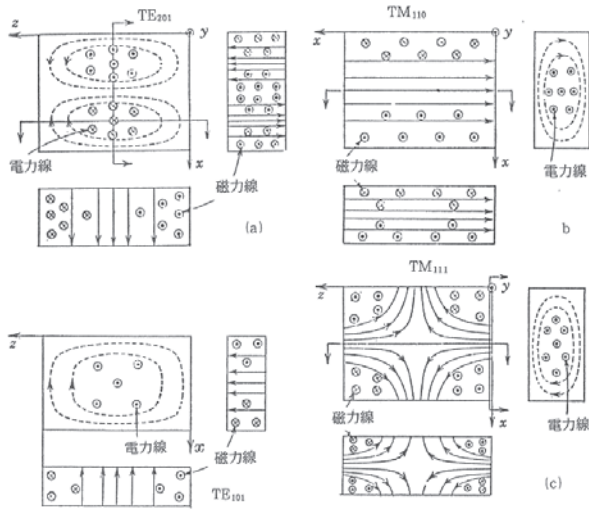 TE₂₀₁
z
y
x
電力線
磁力線
(a)
TM₁₁₀
x
y
x
磁力線
電力線
b
z
x
電力線
磁力線
TE₁₀₁
TM₁₁₁
z
y
x
x
磁力線
電力線
(c)